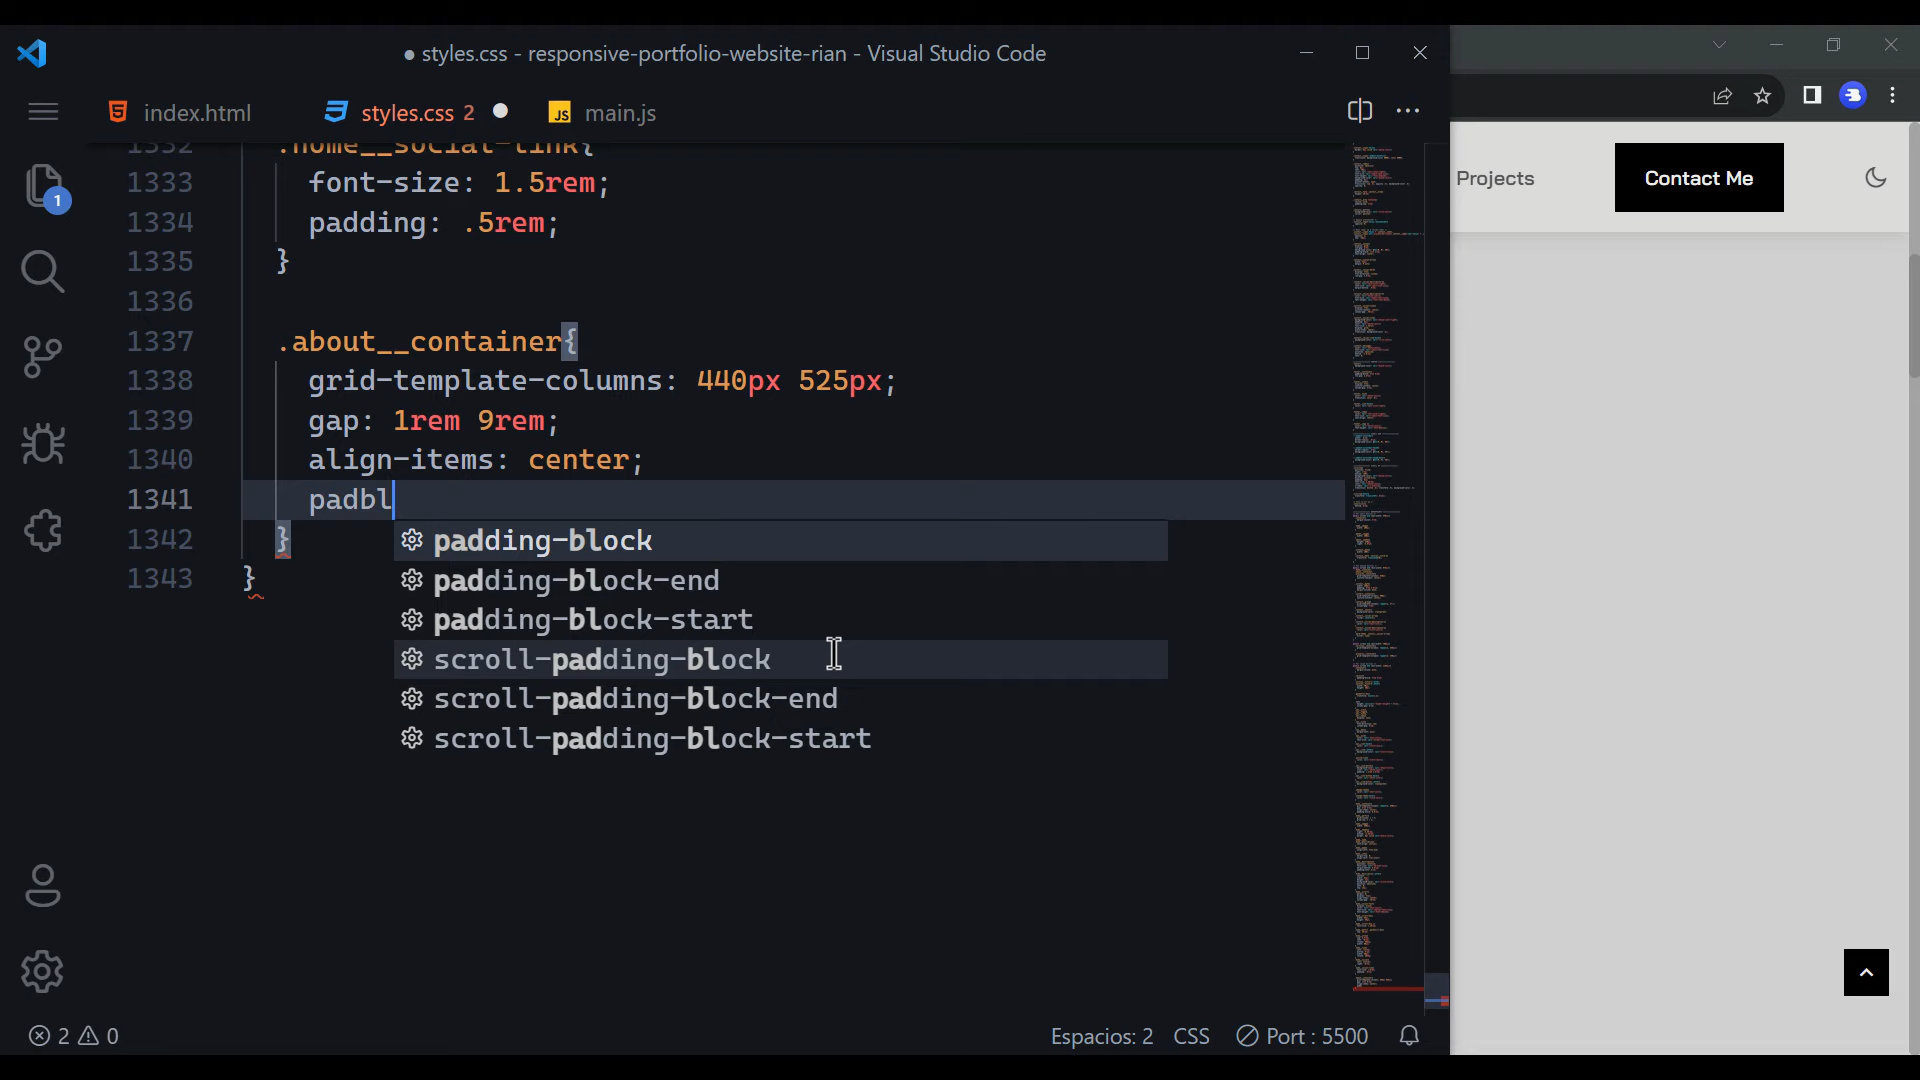 ● styles.css - responsive-portfolio-website-rian - Visual Studio Code
index.html
styles.css 2
JS main.js
1332 .home__social-link{
1333 font-size: 1.5rem;
1334 padding: .5rem;
1335 }
1336
1337 .about__container{
1338 grid-template-columns: 440px 525px;
1339 gap: 1rem 9rem;
1340 align-items: center;
1341 padbl
1342 }
1343 }
padding-block
padding-block-end
padding-block-start
scroll-padding-block
scroll-padding-block-end
scroll-padding-block-start
1
2 0
Espacios: 2 CSS Port : 5500
Projects
Contact Me